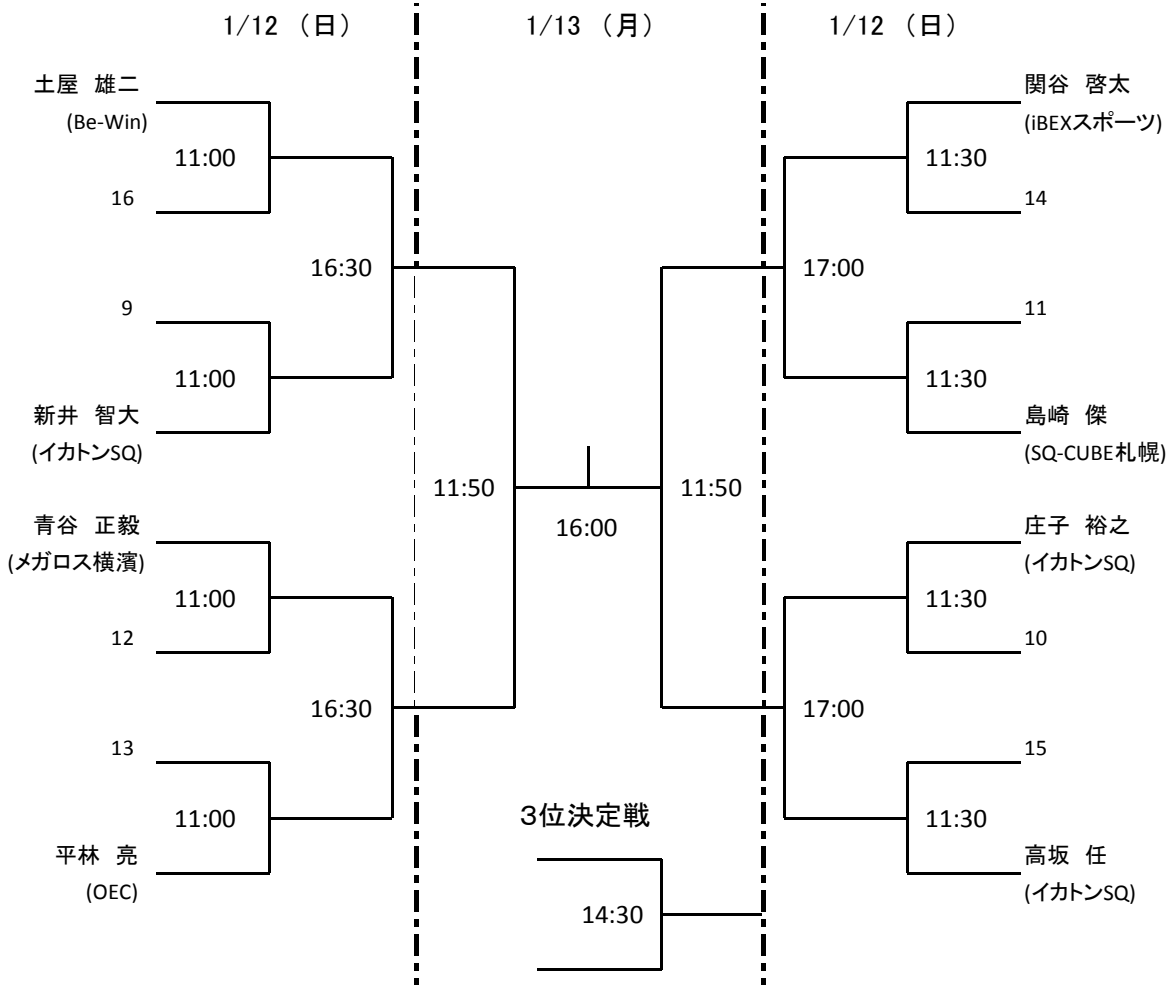 1/12 （日）
1/13 （月）
1/12 （日）
土屋　雄二
(Be-Win)
11:00
16
16:30
9
11:00
新井　智大
(イカトンSQ)
11:50
青谷　正毅
(メガロス横濱)
11:00
12
16:30
13
11:00
平林　亮
(OEC)
16:00
3位決定戦
14:30
関谷　啓太
(iBEXスポーツ)
11:30
14
17:00
11
11:30
島崎　傑
(SQ-CUBE札幌)
11:50
庄子　裕之
(イカトンSQ)
11:30
10
17:00
15
11:30
高坂　任
(イカトンSQ)